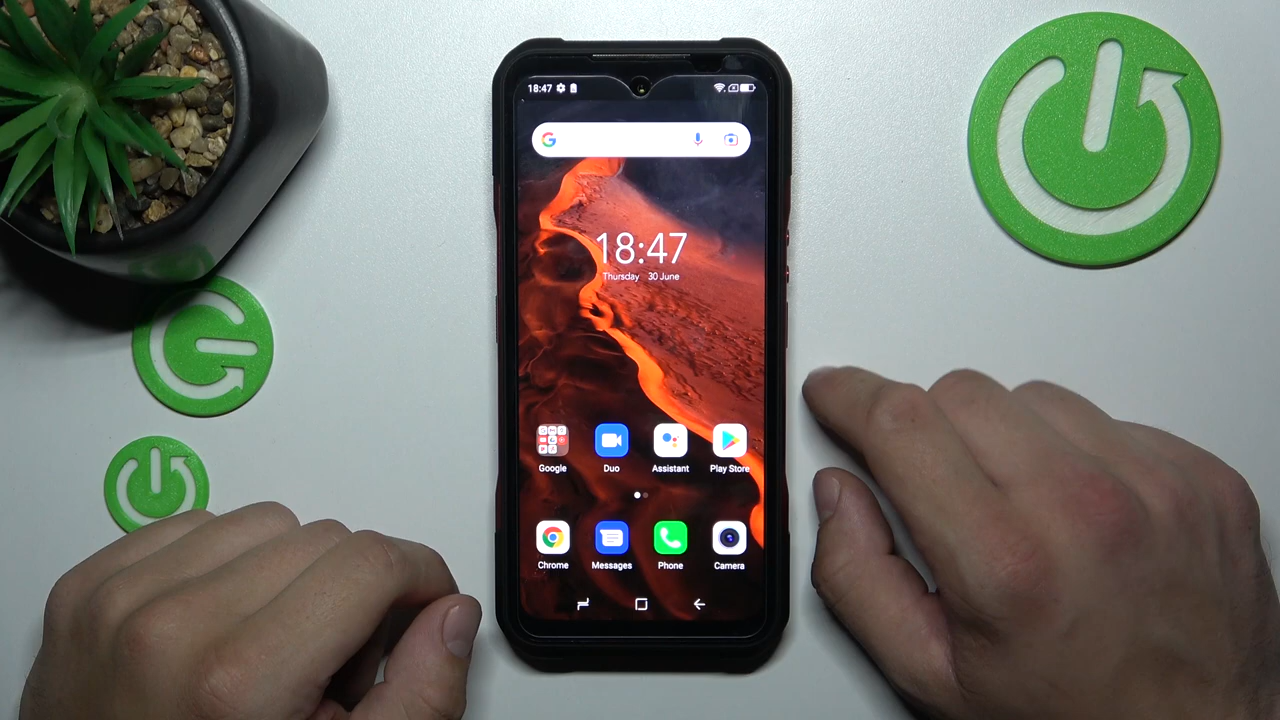 18:47
18:47
Thursday 30 June
Google Duo Assistant Play Store
Chrome Messages Phone Camera